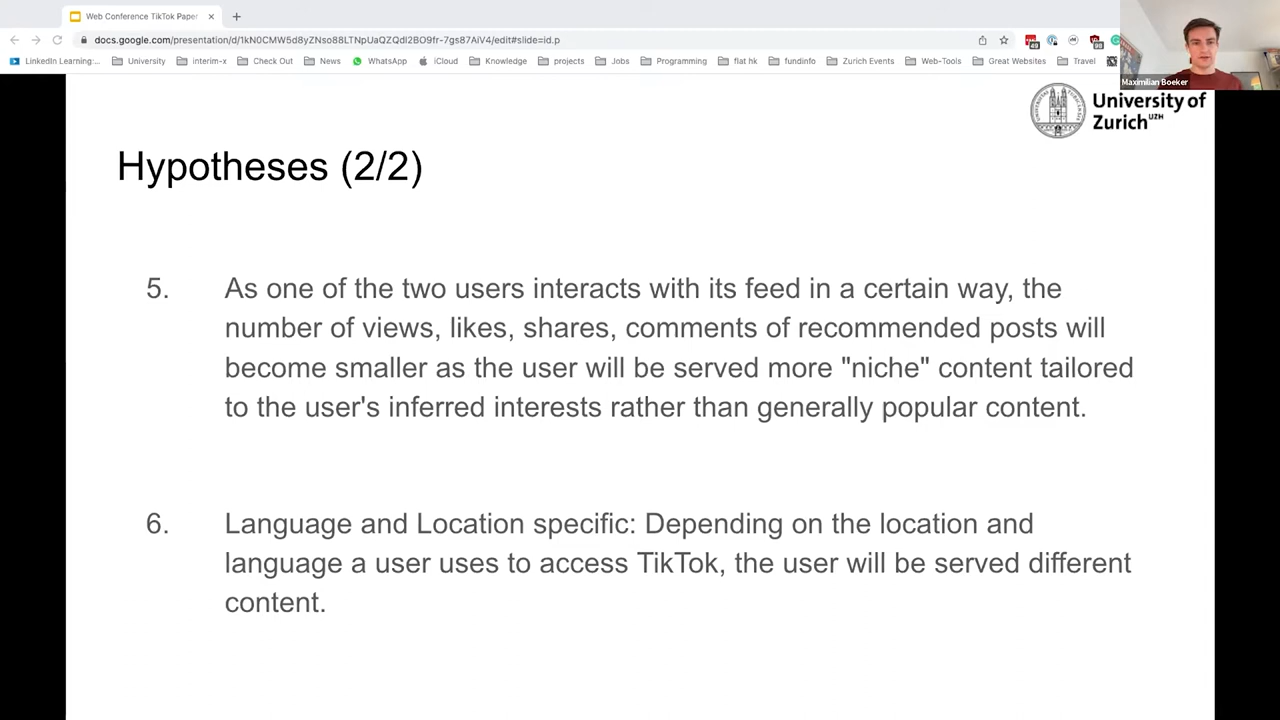 Web Conference TikTok Paper
docs.google.com/presentation/d/1kN0CMW5d8yZNso88LTNpUaQZQdl2BO9fr-7gs87AiV4/edit#slide=id.p
LinkedIn Learning:... University interim-x Check Out News WhatsApp iCloud Knowledge projects Jobs Programming flat hk fundinfo Zurich Events Web-Tools Great Websites Travel
Maximilian Boeker
University of
Zurich UZH
Hypotheses (2/2)
5. As one of the two users interacts with its feed in a certain way, the
number of views, likes, shares, comments of recommended posts will
become smaller as the user will be served more "niche" content tailored
to the user's inferred interests rather than generally popular content.
6. Language and Location specific: Depending on the location and
language a user uses to access TikTok, the user will be served different
content.